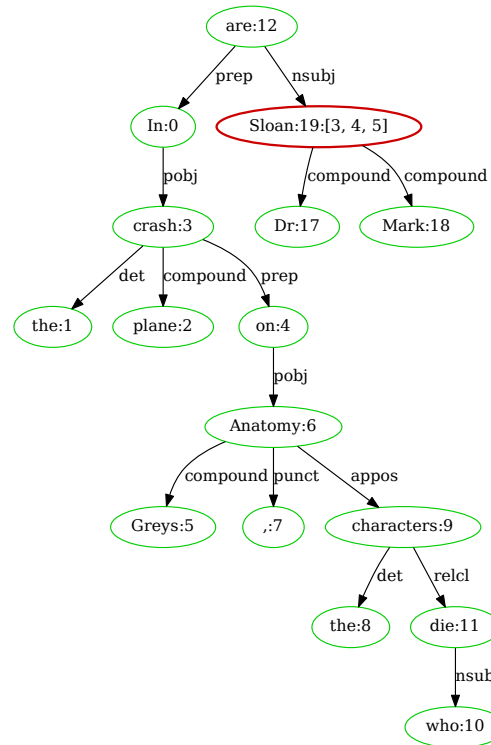 are:12
prep
nsubj
In:0
Sloan:19:[3, 4, 5]
pobj
compound
compound
crash:3
Dr:17
Mark:18
det
compound
prep
the:1
plane:2
on:4
pobj
Anatomy:6
compound
punct
appos
Greys:5
,:7
characters:9
det
relcl
the:8
die:11
nsub
who:10